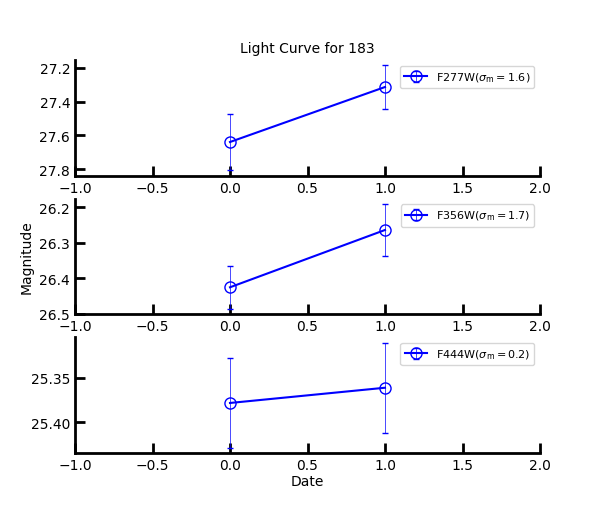 Light Curve for 183
27.2
27.4
27.6
27.8
F277W(σm = 1.6)
−1.0 −0.5 0.0 0.5 1.0 1.5 2.0
26.2
26.3
26.4
26.5
F356W(σm = 1.7)
−1.0 −0.5 0.0 0.5 1.0 1.5 2.0
Magnitude
25.35
25.40
F444W(σm = 0.2)
−1.0 −0.5 0.0 0.5 1.0 1.5 2.0
Date